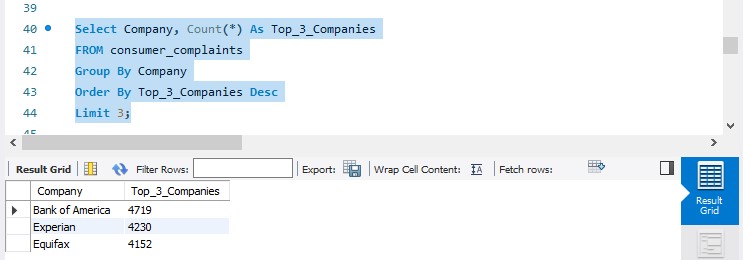 39
40 Select Company, Count(*) As Top_3_Companies
41 FROM consumer_complaints
42 Group By Company
43 Order By Top_3_Companies Desc
44 Limit 3;
45
Result Grid Filter Rows: Export: Wrap Cell Content: IA Fetch rows:
Company Top_3_Companies
Bank of America 4719
Experian 4230
Equifax 4152
Result
Grid